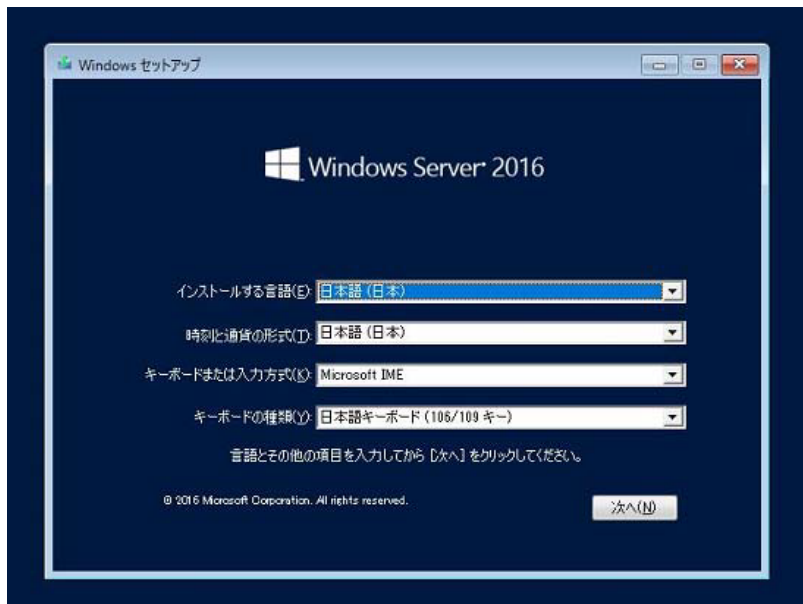 Windows セットアップ
Windows Server 2016
インストールする言語(E): 日本語 (日本)
時刻と通貨の形式(T): 日本語 (日本)
キーボードまたは入力方式(K): Microsoft IME
キーボードの種類(Y): 日本語キーボード (106/109 キー)
言語とその他の項目を入力してから [次へ] をクリックしてください。
© 2016 Microsoft Corporation. All rights reserved.
次へ(N)